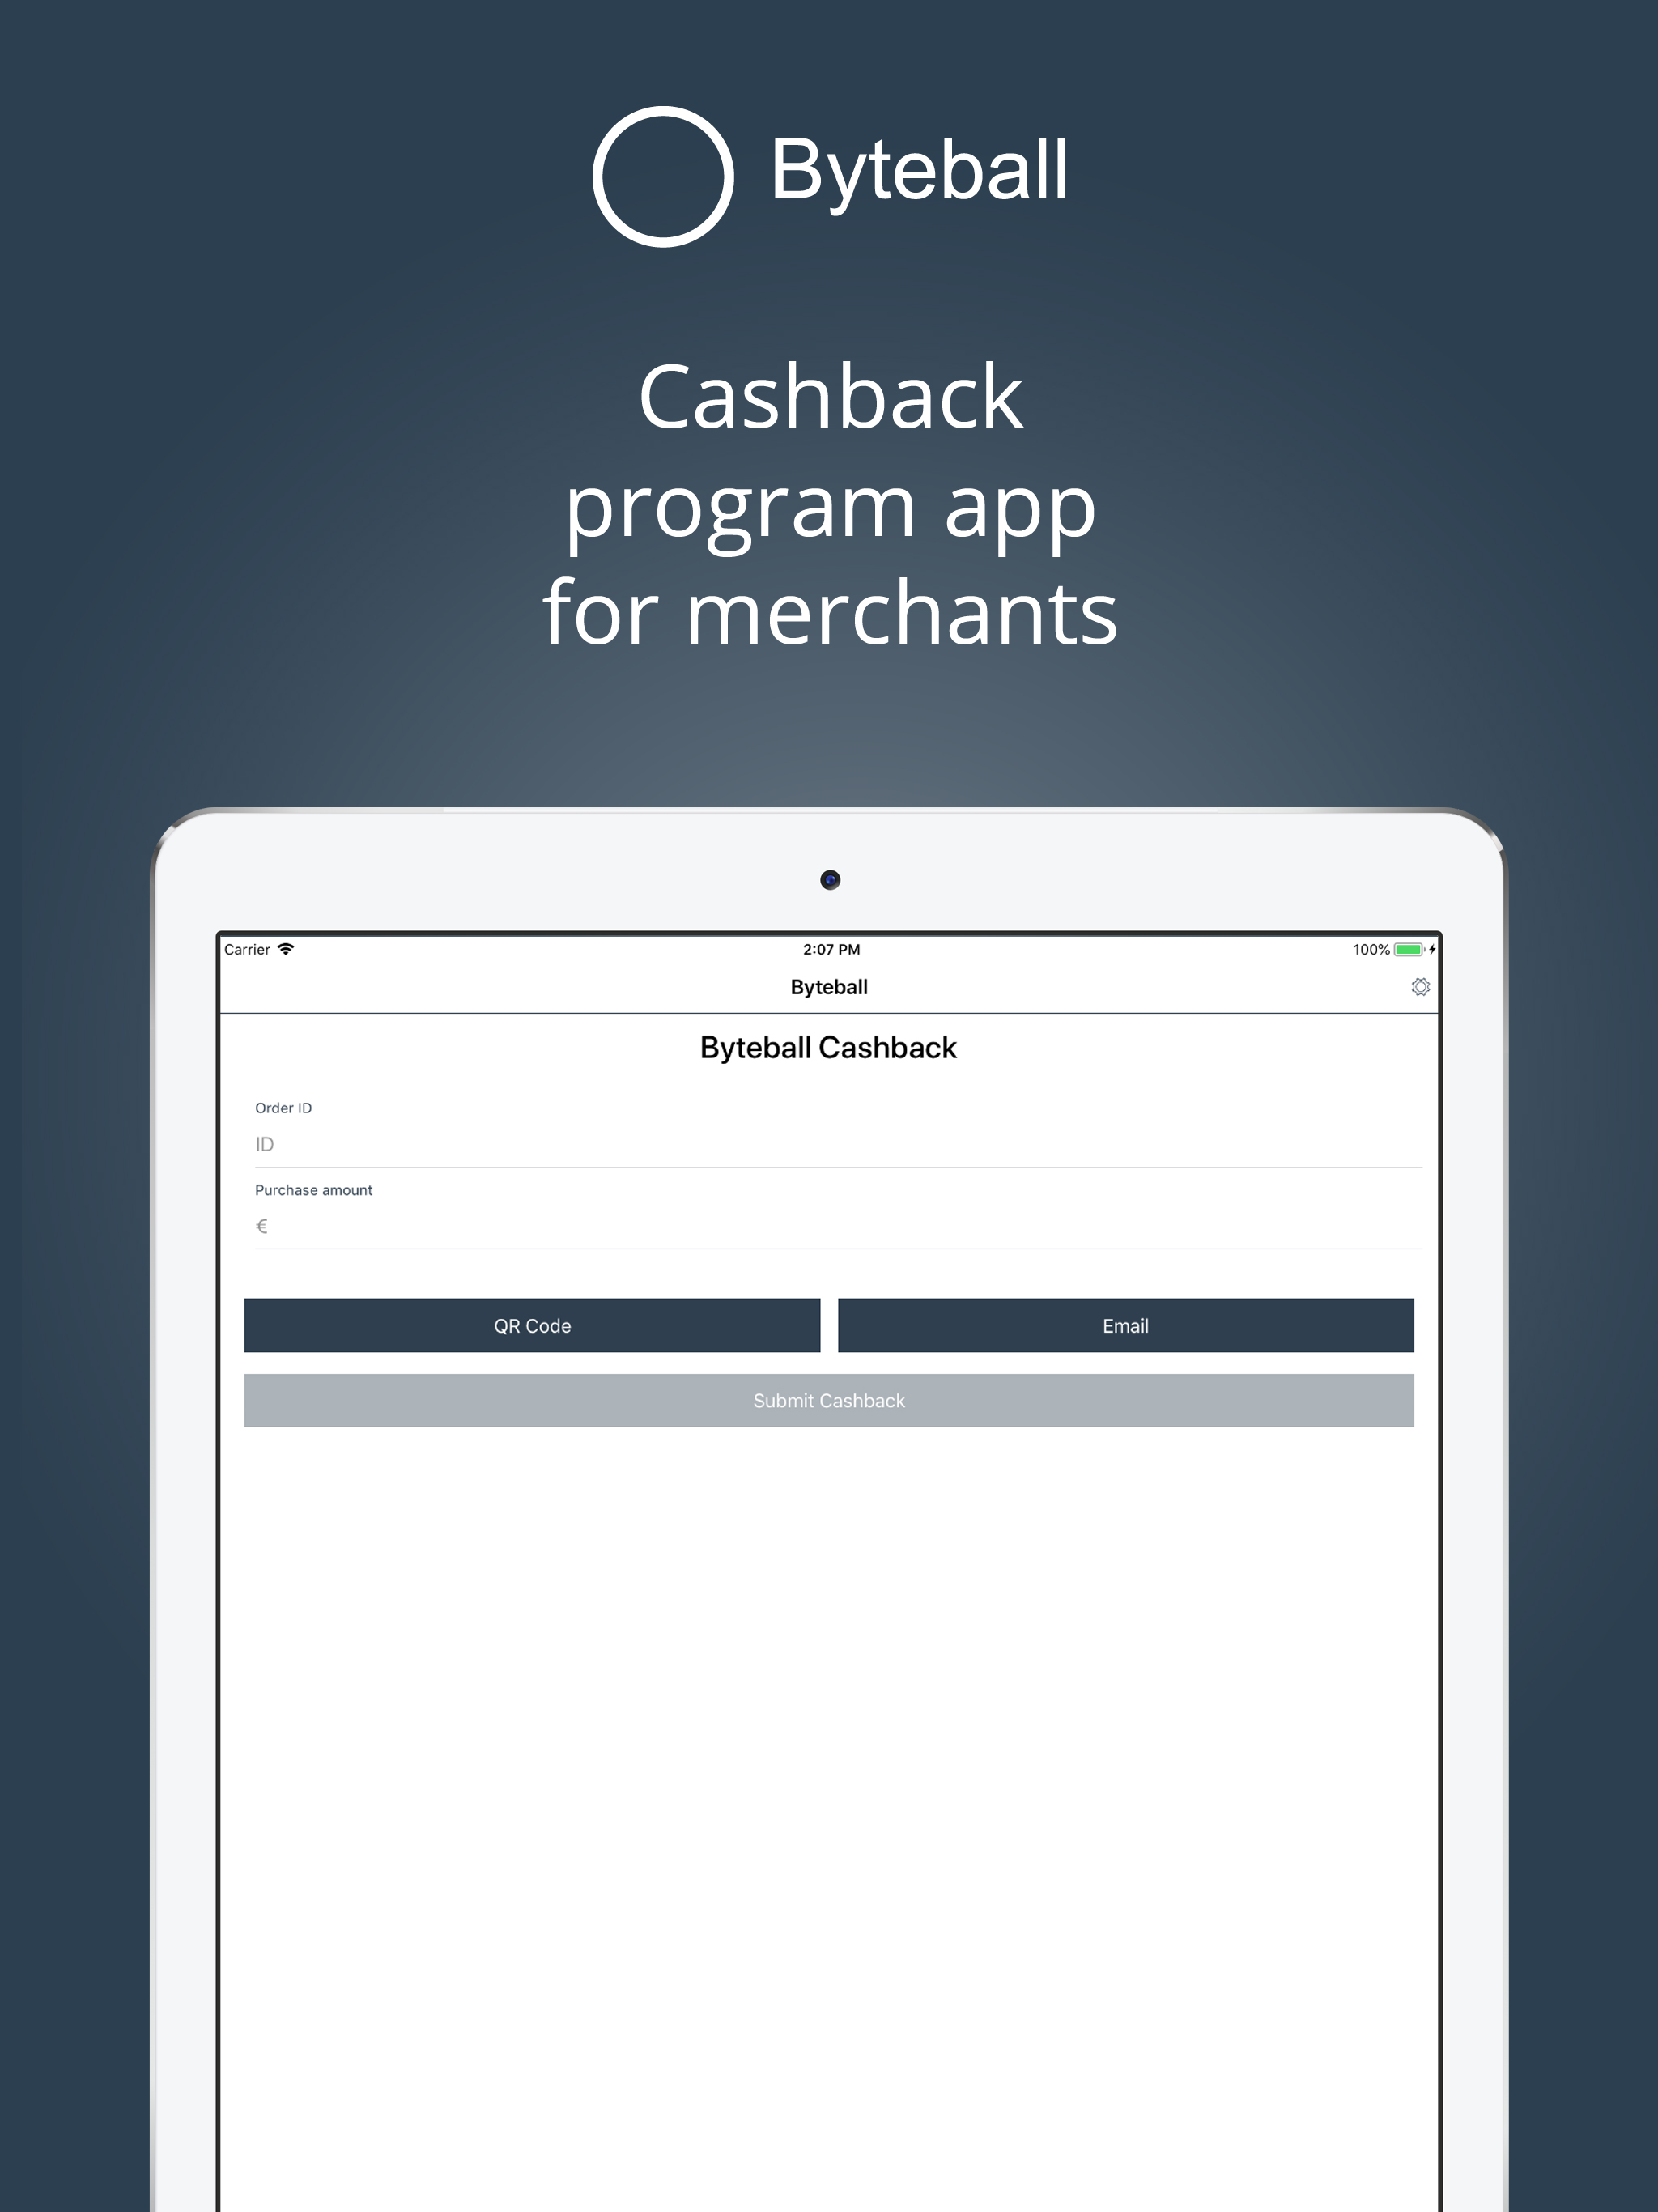 Byteball
Cashback
program app
for merchants
Carrier 2:07 PM 100%
Byteball
Byteball Cashback
Order ID
ID
Purchase amount
€
QR Code Email
Submit Cashback